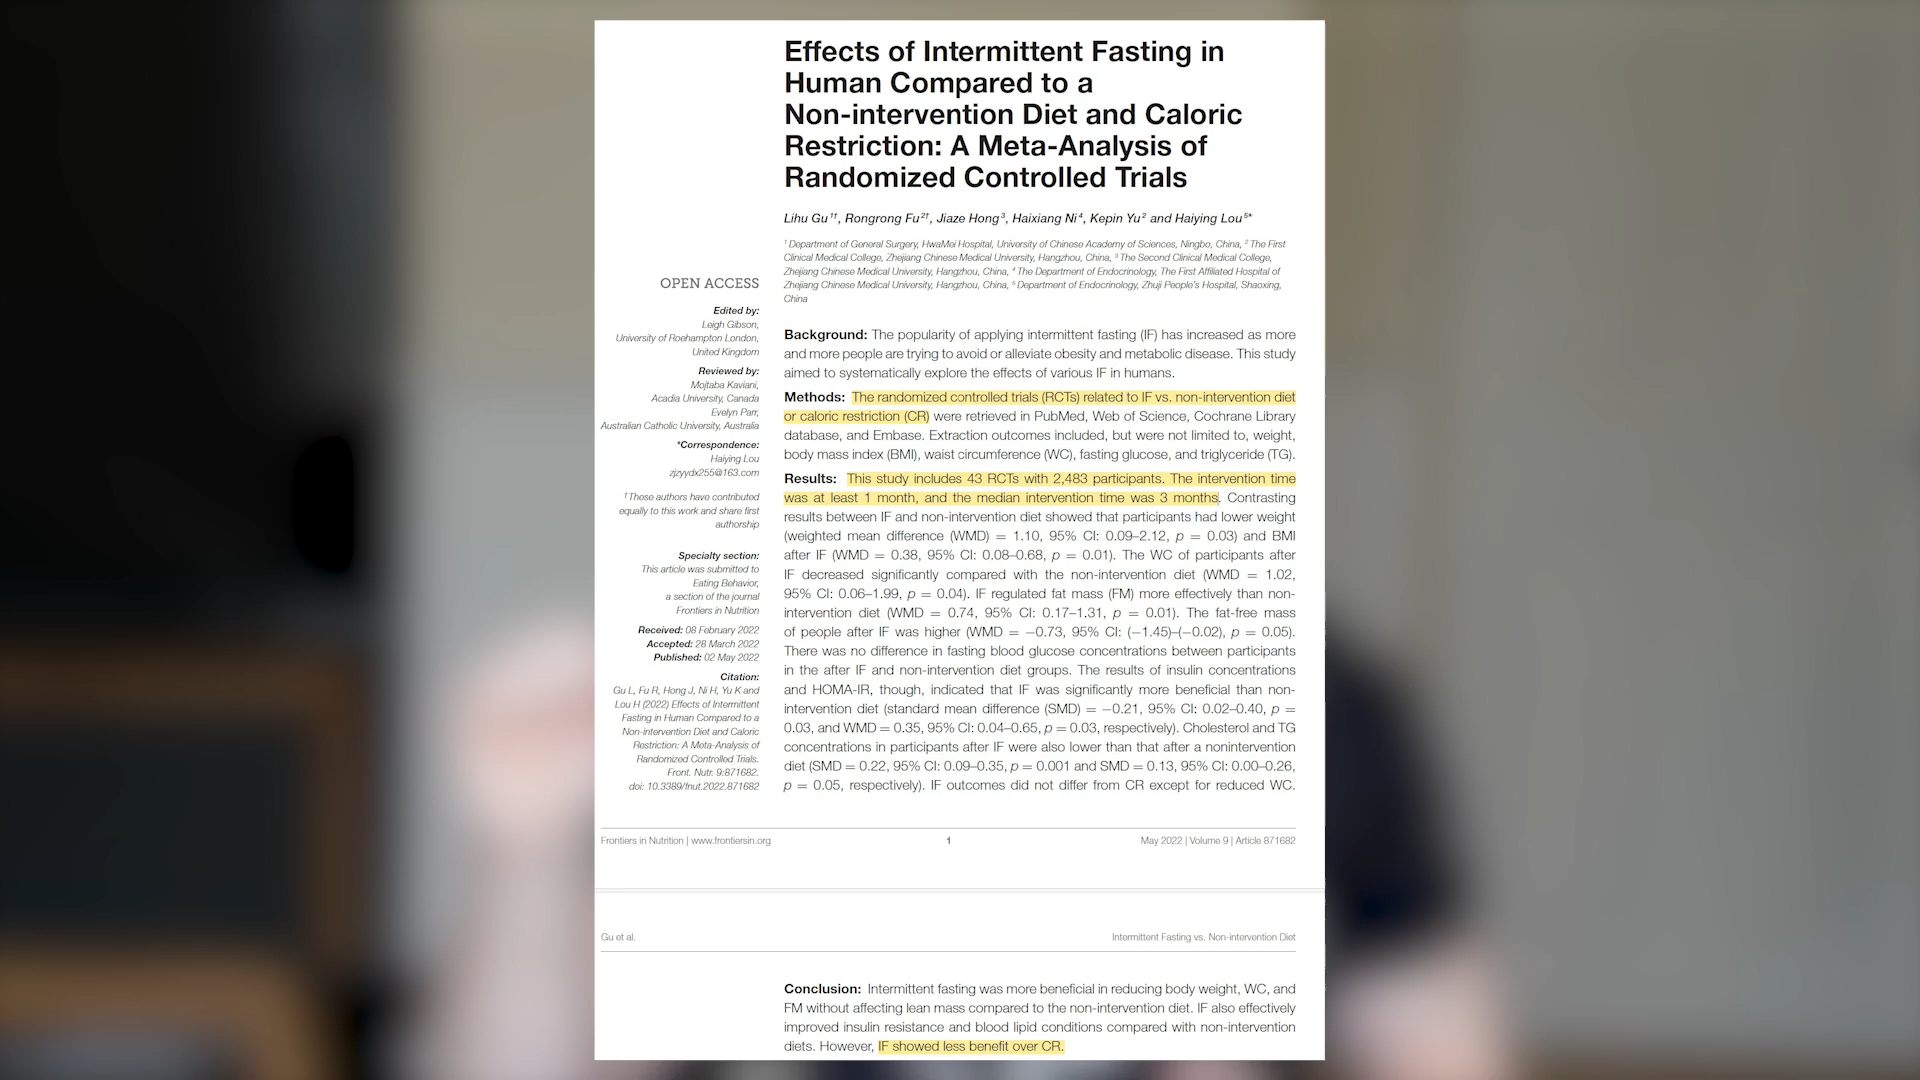 Effects of Intermittent Fasting in
Human Compared to a
Non-intervention Diet and Caloric
Restriction: A Meta-Analysis of
Randomized Controlled Trials
Lihu Gu 1†, Rongrong Fu 2†, Jiaze Hong 3, Haixiang Ni 4, Kepin Yu 2 and Haiying Lou 5*
1 Department of General Surgery, HwaMei Hospital, University of Chinese Academy of Sciences, Ningbo, China, 2 The First
Clinical Medical College, Zhejiang Chinese Medical University, Hangzhou, China, 3 The Second Clinical Medical College,
Zhejiang Chinese Medical University, Hangzhou, China, 4 The Department of Endocrinology, The First Affiliated Hospital of
Zhejiang Chinese Medical University, Hangzhou, China, 5 Department of Endocrinology, Zhuji People's Hospital, Shaoxing,
China
OPEN ACCESS
Edited by:
Leigh Gibson,
University of Roehampton London,
United Kingdom
Reviewed by:
Mojtaba Kaviani,
Acadia University, Canada
Evelyn Parr,
Australian Catholic University, Australia
*Correspondence:
Haiying Lou
zjzyydx255@163.com
†These authors have contributed
equally to this work and share first
authorship
Specialty section:
This article was submitted to
Eating Behavior,
a section of the journal
Frontiers in Nutrition
Received: 08 February 2022
Accepted: 28 March 2022
Published: 02 May 2022
Citation:
Gu L, Fu R, Hong J, Ni H, Yu K and
Lou H (2022) Effects of Intermittent
Fasting in Human Compared to a
Non-intervention Diet and Caloric
Restriction: A Meta-Analysis of
Randomized Controlled Trials.
Front. Nutr. 9:871682.
doi: 10.3389/fnut.2022.871682
Background: The popularity of applying intermittent fasting (IF) has increased as more
and more people are trying to avoid or alleviate obesity and metabolic disease. This study
aimed to systematically explore the effects of various IF in humans.
Methods: The randomized controlled trials (RCTs) related to IF vs. non-intervention diet
or caloric restriction (CR) were retrieved in PubMed, Web of Science, Cochrane Library
database, and Embase. Extraction outcomes included, but were not limited to, weight,
body mass index (BMI), waist circumference (WC), fasting glucose, and triglyceride (TG).
Results: This study includes 43 RCTs with 2,483 participants. The intervention time
was at least 1 month, and the median intervention time was 3 months. Contrasting
results between IF and non-intervention diet showed that participants had lower weight
(weighted mean difference (WMD) = 1.10, 95% CI: 0.09–2.12, p = 0.03) and BMI
after IF (WMD = 0.38, 95% CI: 0.08–0.68, p = 0.01). The WC of participants after
IF decreased significantly compared with the non-intervention diet (WMD = 1.02,
95% CI: 0.06–1.99, p = 0.04). IF regulated fat mass (FM) more effectively than non-
intervention diet (WMD = 0.74, 95% CI: 0.17–1.31, p = 0.01). The fat-free mass
of people after IF was higher (WMD = −0.73, 95% CI: (−1.45)–(−0.02), p = 0.05).
There was no difference in fasting blood glucose concentrations between participants
in the after IF and non-intervention diet groups. The results of insulin concentrations
and HOMA-IR, though, indicated that IF was significantly more beneficial than non-
intervention diet (standard mean difference (SMD) = −0.21, 95% CI: 0.02–0.40, p =
0.03, and WMD = 0.35, 95% CI: 0.04–0.65, p = 0.03, respectively). Cholesterol and TG
concentrations in participants after IF were also lower than that after a nonintervention
diet (SMD = 0.22, 95% CI: 0.09–0.35, p = 0.001 and SMD = 0.13, 95% CI: 0.00–0.26,
p = 0.05, respectively). IF outcomes did not differ from CR except for reduced WC.
Frontiers in Nutrition | www.frontiersin.org
1
May 2022 | Volume 9 | Article 871682
Gu et al.
Intermittent Fasting vs. Non-intervention Diet
Conclusion: Intermittent fasting was more beneficial in reducing body weight, WC, and
FM without affecting lean mass compared to the non-intervention diet. IF also effectively
improved insulin resistance and blood lipid conditions compared with non-intervention
diets. However, IF showed less benefit over CR.